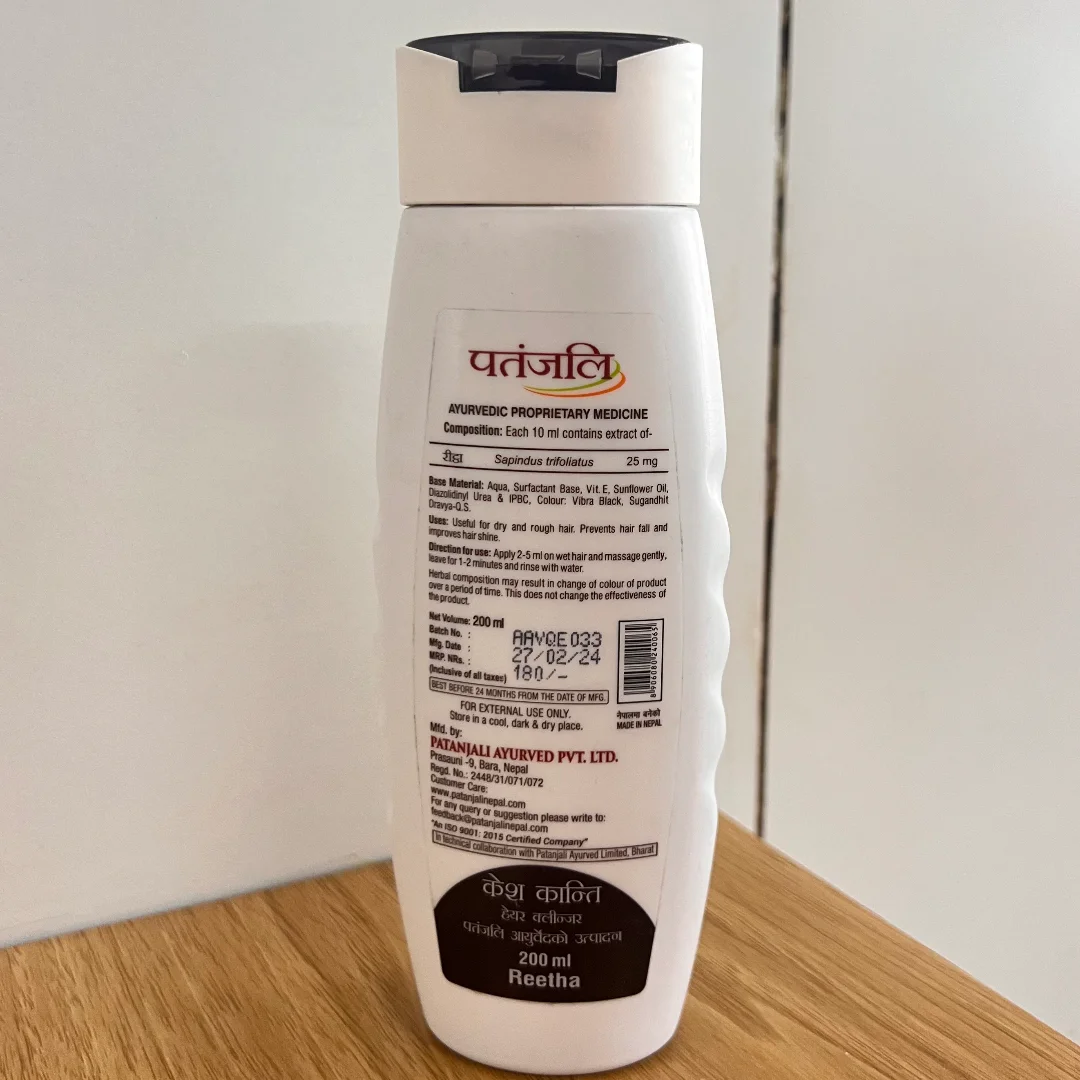 पतंजलि
AYURVEDIC PROPRIETARY MEDICINE
Composition: Each 10 ml contains extract of-
रीठा Sapindus trifoliatus 25 mg
Base Material: Aqua, Surfactant Base, Vit. E, Sunflower Oil,
Diazolidinyl Urea & IPBC, Colour: Vibra Black, Sugandhit
Dravya-Q.S.
Uses: Useful for dry and rough hair. Prevents hair fall and
improves hair shine.
Direction for use: Apply 2-5 ml on wet hair and massage gently,
leave for 1-2 minutes and rinse with water.
Herbal composition may result in change of colour of product
over a period of time. This does not change the effectiveness of
the product.
Net Volume: 200 ml
Batch No. : AAVQE033
Mfg. Date : 27/02/24
MRP. NRs. : 180/-
(Inclusive of all taxes)
BEST BEFORE 24 MONTHS FROM THE DATE OF MFG.
89060801240065
नेपालमा बनेको
MADE IN NEPAL
FOR EXTERNAL USE ONLY.
Store in a cool, dark & dry place.
Mfd. by:
PATANJALI AYURVED PVT. LTD.
Prasauni -9, Bara, Nepal
Regd. No.: 2448/31/071/072
Customer Care:
www.patanjalinepal.com
For any query or suggestion please write to:
feedback@patanjalinepal.com
"An ISO 9001: 2015 Certified Company"
In technical collaboration with Patanjali Ayurved Limited, Bharat
केश कान्ति
हेयर क्लीन्जर
पतंजलि आयुर्वेदको उत्पादन
200 ml
Reetha